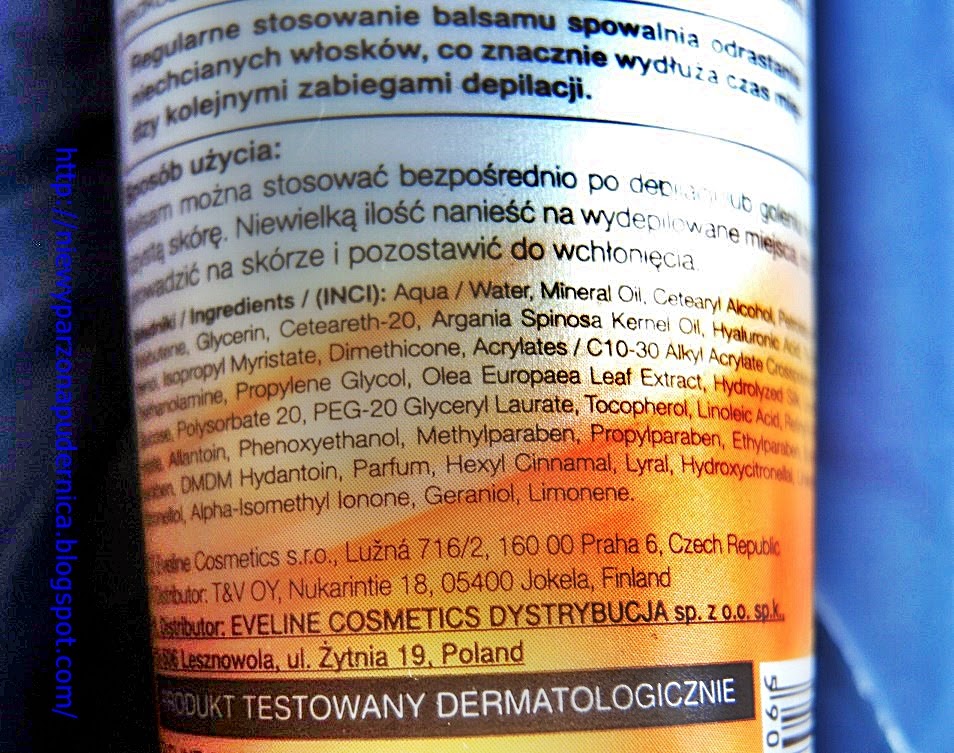 Regularne stosowanie balsamu spowalnia odrastanie
niechcianych włosków, co znacznie wydłuża czas
kolejnymi zabiegami depilacji.
użycia:
można stosować bezpośrednio po
skórę. Niewielką ilość nanieść na wydepilowane miejsca
na skórze i pozostawić do wchłonięcia.
/ Ingredients / (INCI): Aqua / Water, Mineral Oil, Cetearyl Alcohol,
Glycerin, Ceteareth-20, Argania Spinosa Kernel Oil, Hyaluronic Acid,
Isopropyl Myristate, Dimethicone, Acrylates / C10-30 Alkyl Acrylate
Propylene Glycol, Olea Europaea Leaf Extract, Hydrolyzed
Polysorbate 20, PEG-20 Glyceryl Laurate, Tocopherol, Linoleic Acid,
Allantoin, Phenoxyethanol, Methylparaben, Propylparaben,
DMDM Hydantoin, Parfum, Hexyl Cinnamal, Lyral,
Alpha-Isomethyl Ionone, Geraniol, Limonene.
Eveline Cosmetics s.r.o., Lužná 716/2, 160 00 Praha 6, Czech Republic
T&V OY, Nukarintie 18, 05400 Jokela, Finland
Distributor: EVELINE COSMETICS DYSTRYBUCJA sp. z o.o. sp.k.,
Lesznowola, ul. Żytnia 19, Poland
PRODUKT TESTOWANY DERMATOLOGICZNIE
5 90
http://niewyparzonapudernica.blogspot.com/